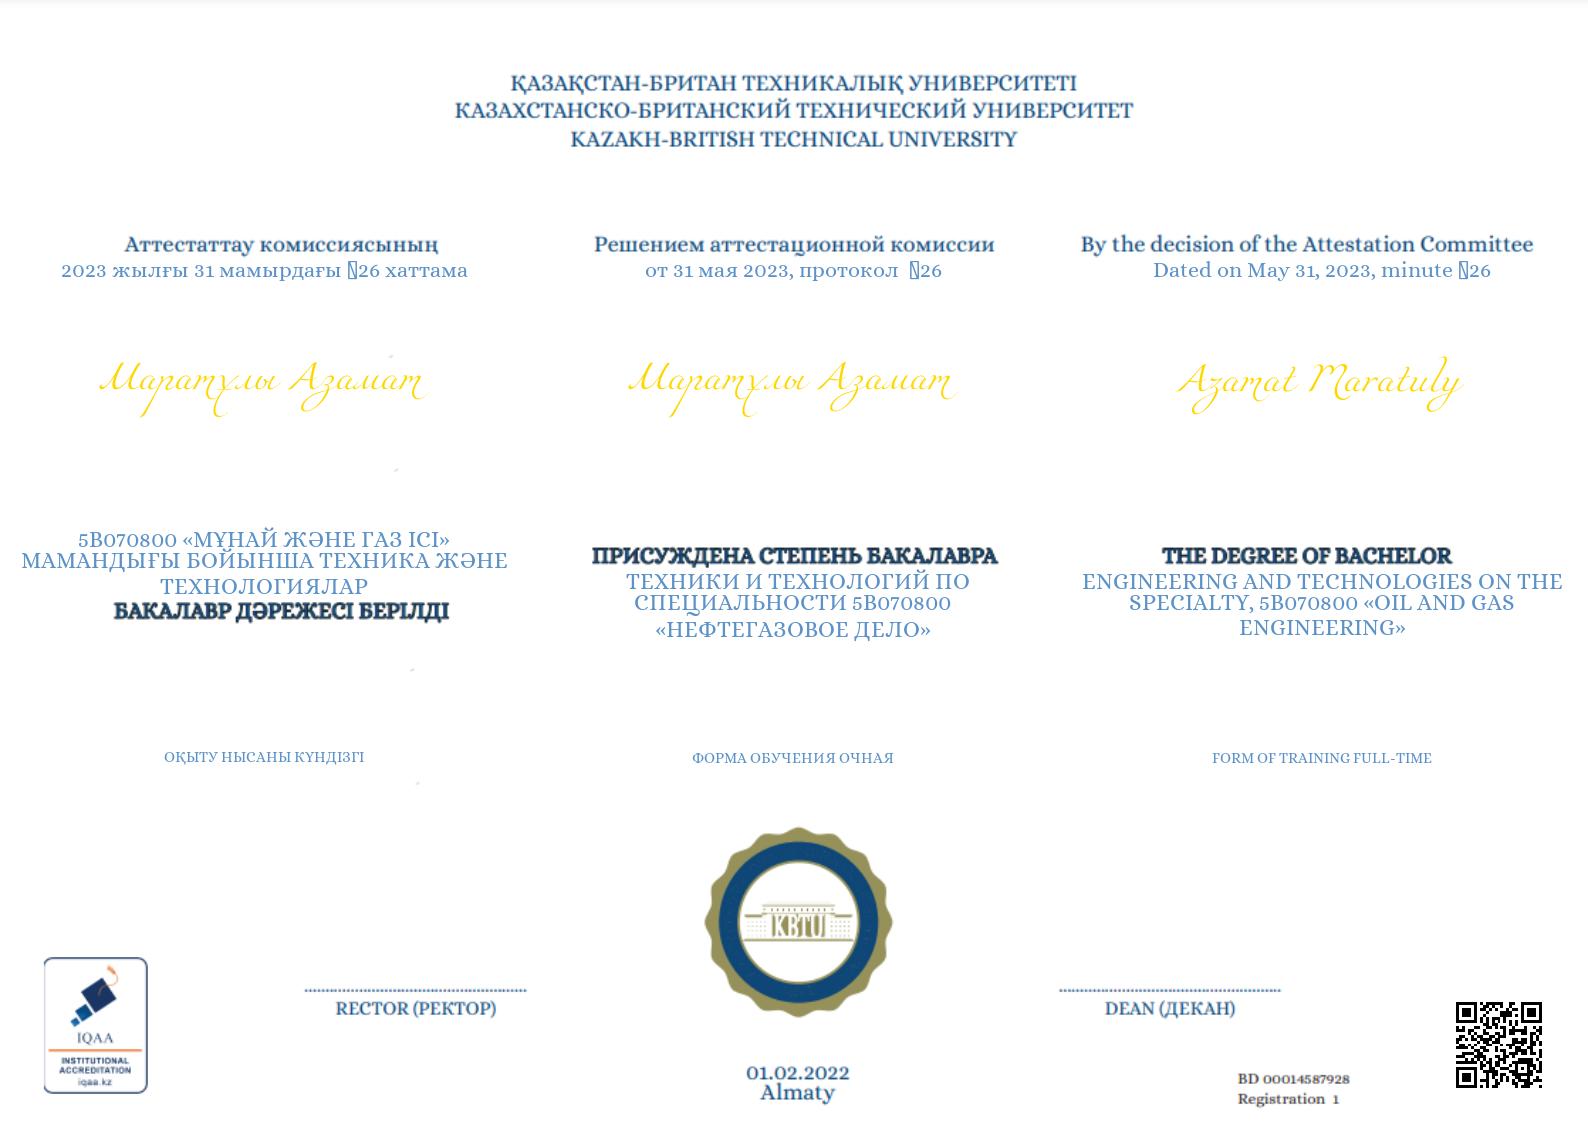 ҚАЗАҚСТАН-БРИТАН ТЕХНИКАЛЫҚ УНИВЕРСИТЕТІ
КАЗАХСТАНСКО-БРИТАНСКИЙ ТЕХНИЧЕСКИЙ УНИВЕРСИТЕТ
KAZAKH-BRITISH TECHNICAL UNIVERSITY
Аттестаттау комиссиясының
2023 жылғы 31 мамырдағы 26 хаттама
Маратұлы Азамат
5B070800 «МҰНАЙ ЖӘНЕ ГАЗ ІСІ»
МАМАНДЫҒЫ БОЙЫНША ТЕХНИКА ЖӘНЕ
ТЕХНОЛОГИЯЛАР
БАКАЛАВР ДӘРЕЖЕСІ БЕРІЛДІ
ОҚЫТУ НЫСАНЫ КҮНДІЗГІ
Решением аттестационной комиссии
от 31 мая 2023, протокол 26
Маратұлы Азамат
ПРИСУЖДЕНА СТЕПЕНЬ БАКАЛАВРА
ТЕХНИКИ И ТЕХНОЛОГИЙ ПО
СПЕЦИАЛЬНОСТИ 5B070800
«НЕФТЕГАЗОВОЕ ДЕЛО»
ФОРМА ОБУЧЕНИЯ ОЧНАЯ
By the decision of the Attestation Committee
Dated on May 31, 2023, minute 26
Azamat Maratuly
THE DEGREE OF BACHELOR
ENGINEERING AND TECHNOLOGIES ON THE
SPECIALTY, 5B070800 «OIL AND GAS
ENGINEERING»
FORM OF TRAINING FULL-TIME
KBTU
IQAA
INSTITUTIONAL
ACCREDITATION
iqaa.kz
RECTOR (РЕКТОР)
DEAN (ДЕКАН)
01.02.2022
Almaty
BD 00014587928
Registration 1